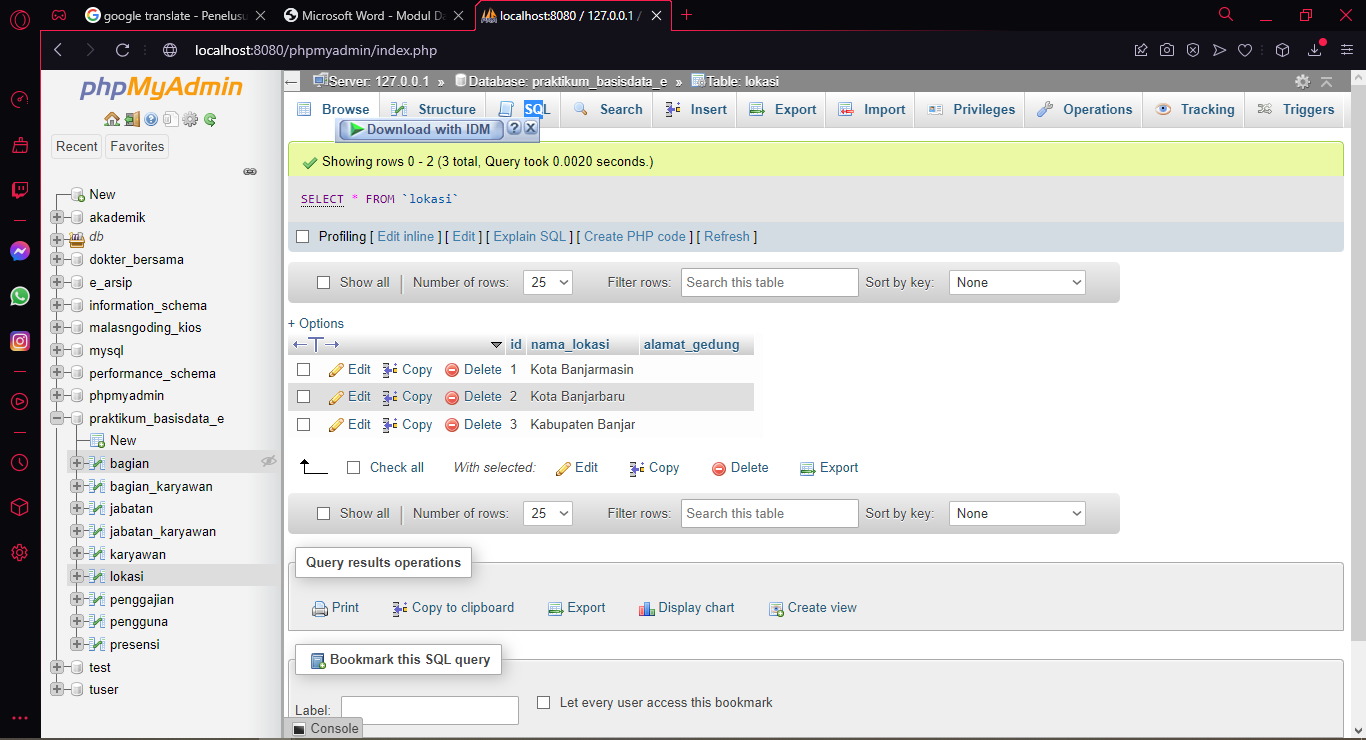 google translate - Penelusu
Microsoft Word - Modul Da
localhost:8080 / 127.0.0.1 /
localhost:8080/phpmyadmin/index.php
phpMyAdmin
Recent
Favorites
New
akademik
db
dokter_bersama
e_arsip
information_schema
malasngoding_kios
mysql
performance_schema
phpmyadmin
praktikum_basisdata_e
New
bagian
bagian_karyawan
jabatan
jabatan_karyawan
karyawan
lokasi
penggajian
pengguna
presensi
test
tuser
Server: 127.0.0.1 » Database: praktikum_basisdata_e » Table: lokasi
Browse Structure SQL Search Insert Export Import Privileges Operations Tracking Triggers
Download with IDM ? X
Showing rows 0 - 2 (3 total, Query took 0.0020 seconds.)
SELECT * FROM `lokasi`
Profiling [ Edit inline ] [ Edit ] [ Explain SQL ] [ Create PHP code ] [ Refresh ]
Show all Number of rows: 25 Filter rows: Search this table Sort by key: None
+ Options
←T→ id nama_lokasi alamat_gedung
Edit Copy Delete 1 Kota Banjarmasin
Edit Copy Delete 2 Kota Banjarbaru
Edit Copy Delete 3 Kabupaten Banjar
Check all With selected: Edit Copy Delete Export
Show all Number of rows: 25 Filter rows: Search this table Sort by key: None
Query results operations
Print Copy to clipboard Export Display chart Create view
Bookmark this SQL query
Label: Let every user access this bookmark
Console